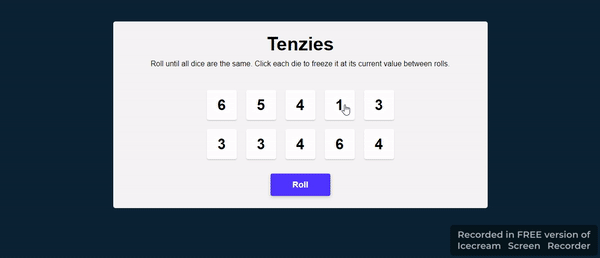 Tenzies
Roll until all dice are the same. Click each die to freeze it at its current value between rolls.
6 5 4 1 3
3 3 4 6 4
Roll
Recorded in FREE version of
Icecream Screen Recorder